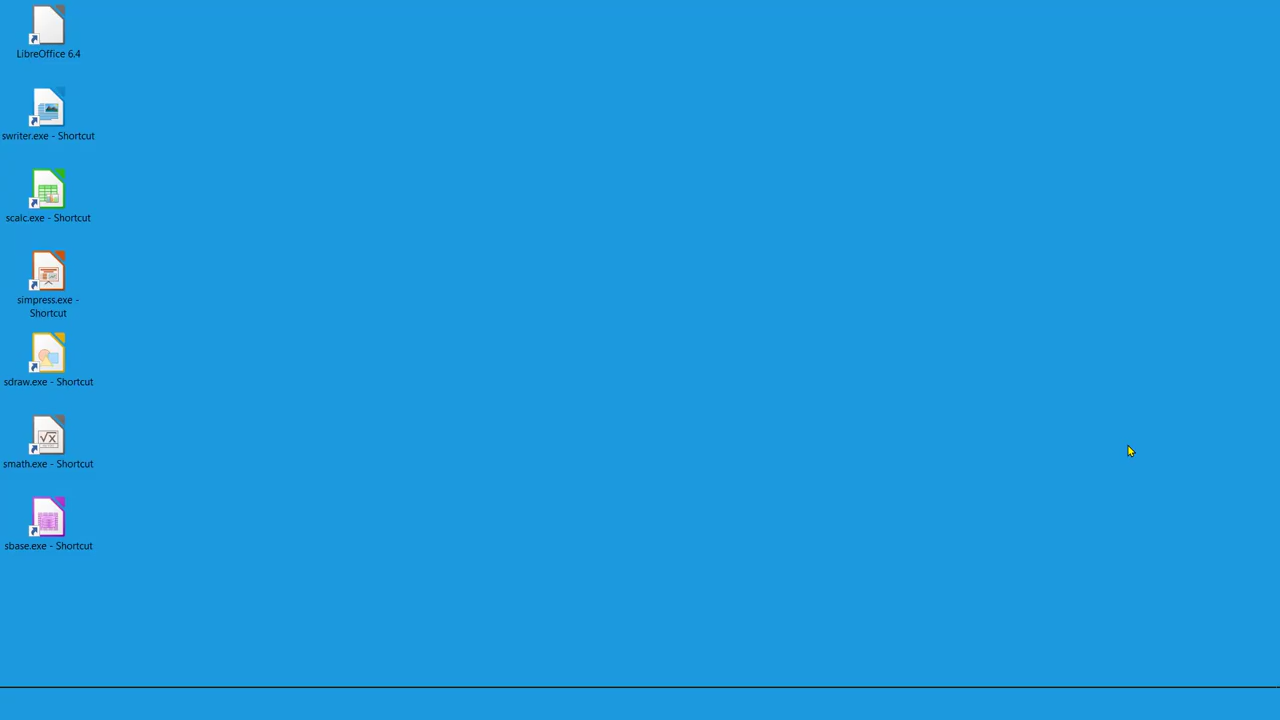 LibreOffice 6.4
swriter.exe - Shortcut
scalc.exe - Shortcut
simpress.exe -
Shortcut
sdraw.exe - Shortcut
smath.exe - Shortcut
sbase.exe - Shortcut